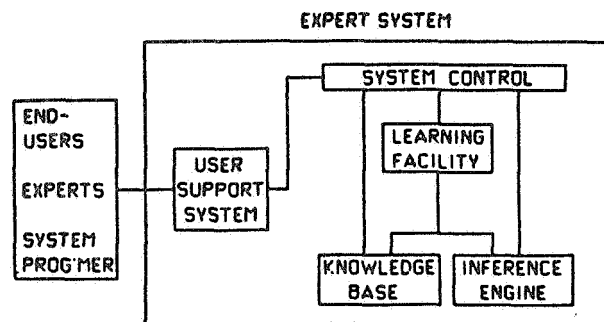 EXPERT SYSTEM
SYSTEM CONTROL
END-
USERS
EXPERTS
SYSTEM
PROG'MER
USER
SUPPORT
SYSTEM
LEARNING
FACILITY
KNOWLEDGE
BASE
INFERENCE
ENGINE